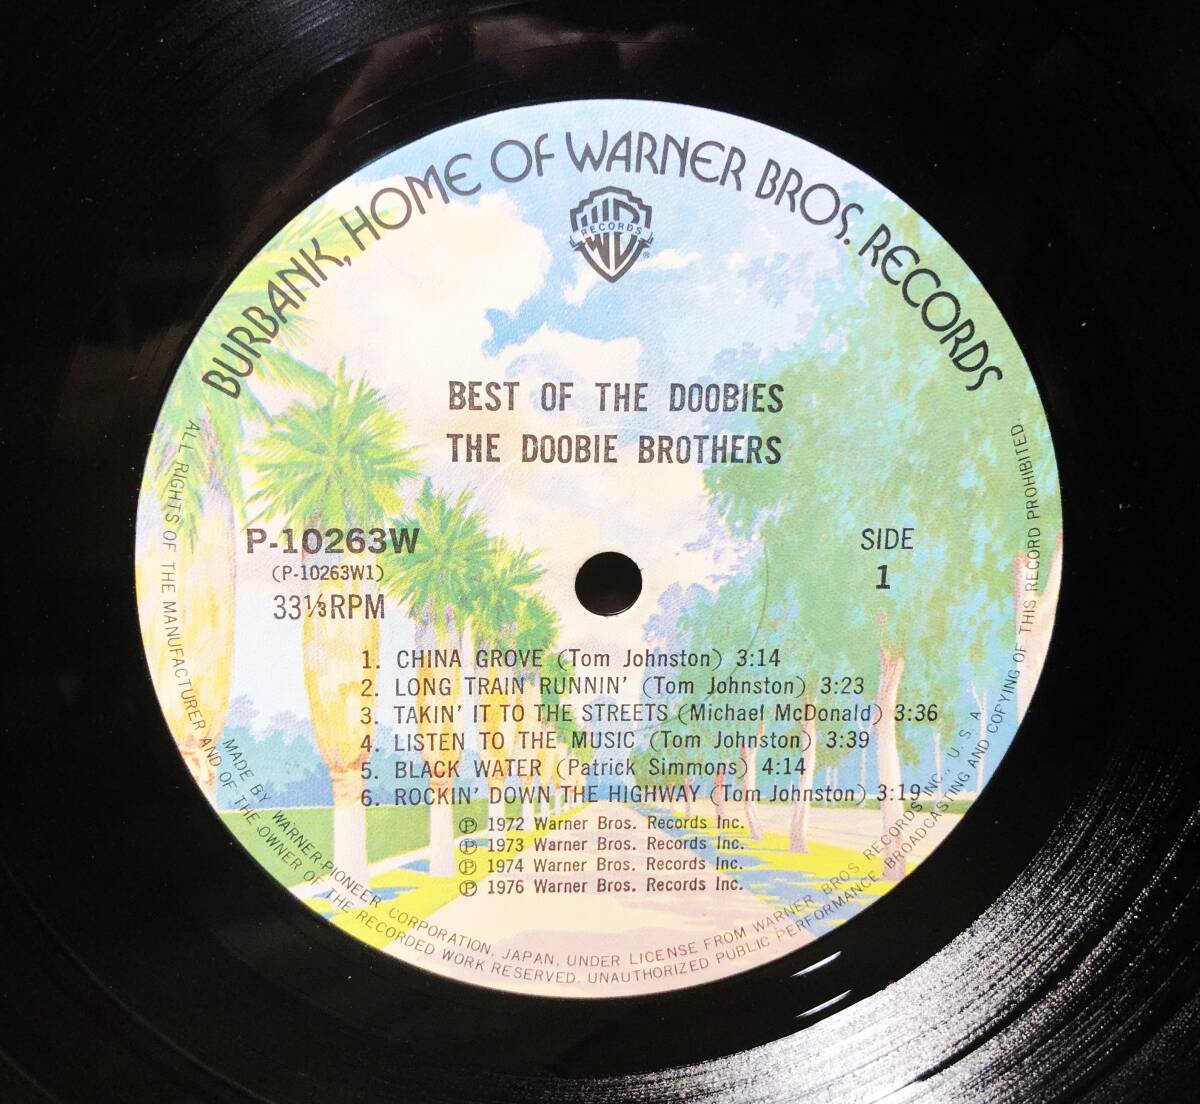 BURBANK, HOME OF WARNER BROS. RECORDS
WB
RECORDS
®
BEST OF THE DOOBIES
THE DOOBIE BROTHERS
P-10263W
(P-10263W1)
33⅓RPM
SIDE
1
1. CHINA GROVE (Tom Johnston) 3:14
2. LONG TRAIN RUNNIN' (Tom Johnston) 3:23
3. TAKIN' IT TO THE STREETS (Michael McDonald) 3:36
4. LISTEN TO THE MUSIC (Tom Johnston) 3:39
5. BLACK WATER (Patrick Simmons) 4:14
6. ROCKIN' DOWN THE HIGHWAY (Tom Johnston) 3:19
Ⓟ 1972 Warner Bros. Records Inc.
Ⓟ 1973 Warner Bros. Records Inc.
Ⓟ 1974 Warner Bros. Records Inc.
Ⓟ 1976 Warner Bros. Records Inc.
MADE BY WARNER-PIONEER CORPORATION, JAPAN, UNDER LICENSE FROM WARNER BROS. RECORDS INC., U.S.A.
ALL RIGHTS OF THE MANUFACTURER AND OF THE OWNER OF THE RECORDED WORK RESERVED. UNAUTHORIZED PUBLIC PERFORMANCE, BROADCASTING AND COPYING OF THIS RECORD PROHIBITED.